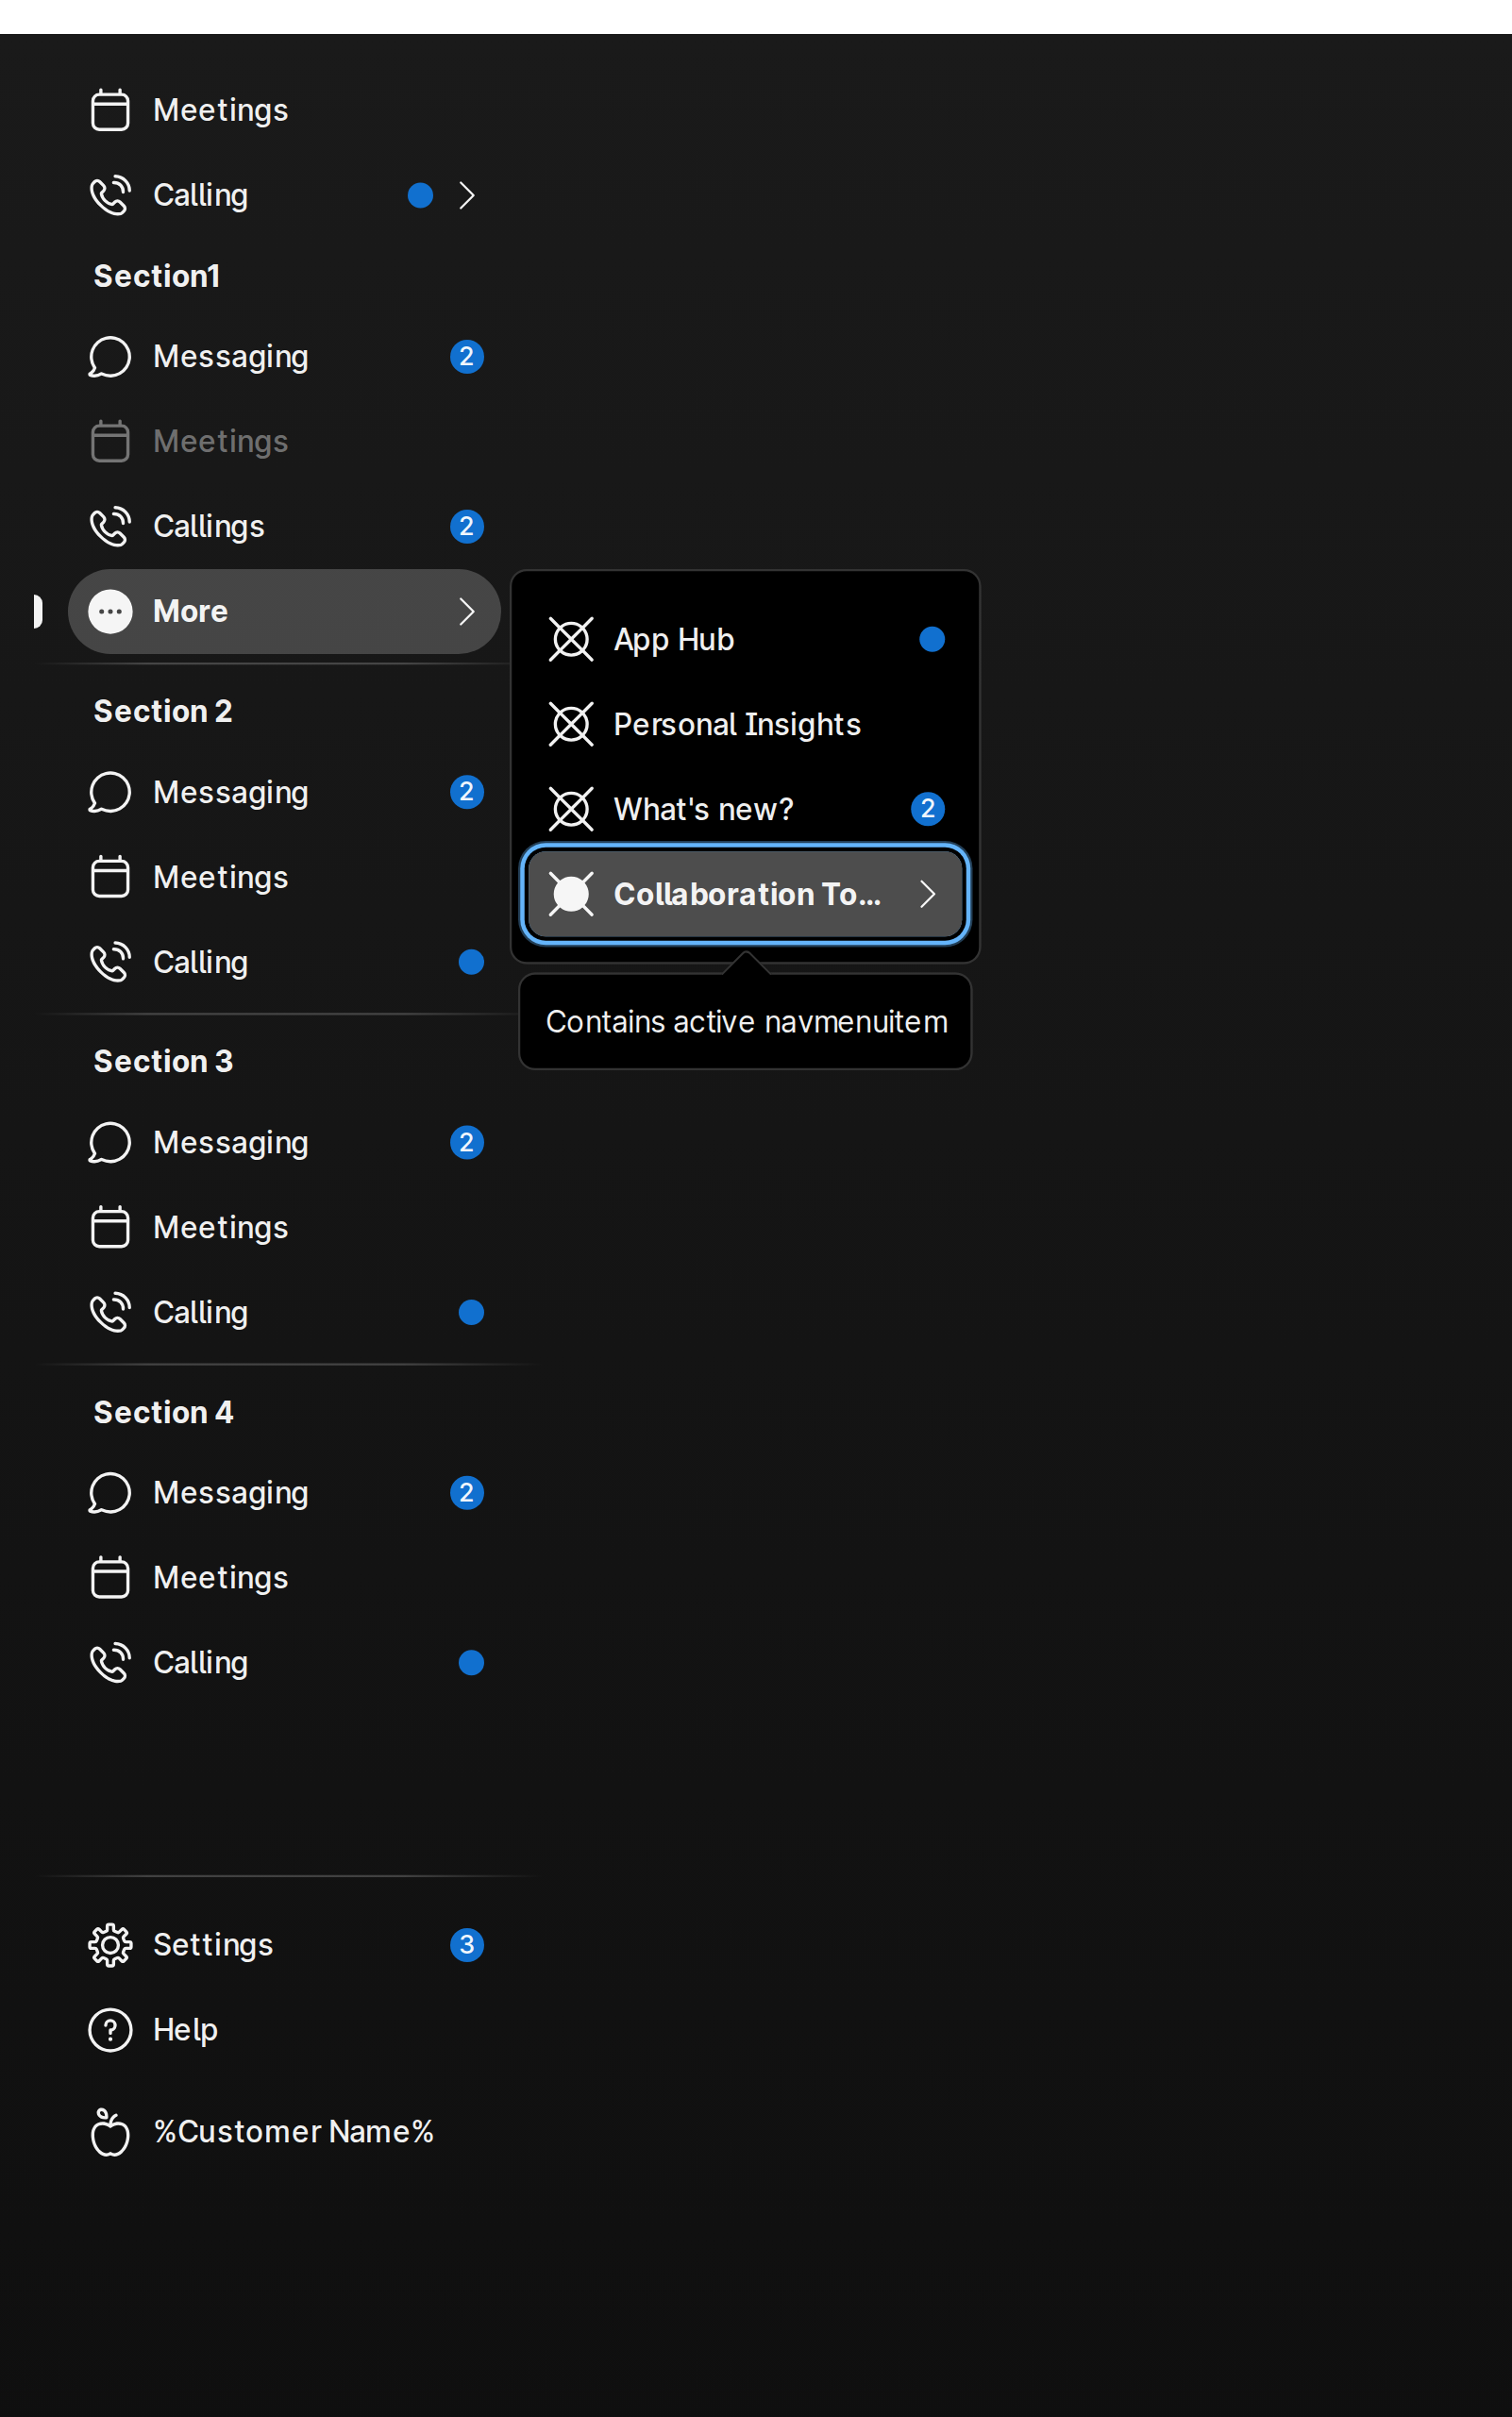 Meetings
Calling
Section1
Messaging 2
Meetings
Callings 2
More
App Hub
Personal Insights
What's new? 2
Collaboration To...
Contains active navmenuitem
Section 2
Messaging 2
Meetings
Calling
Section 3
Messaging 2
Meetings
Calling
Section 4
Messaging 2
Meetings
Calling
Settings 3
Help
%Customer Name%